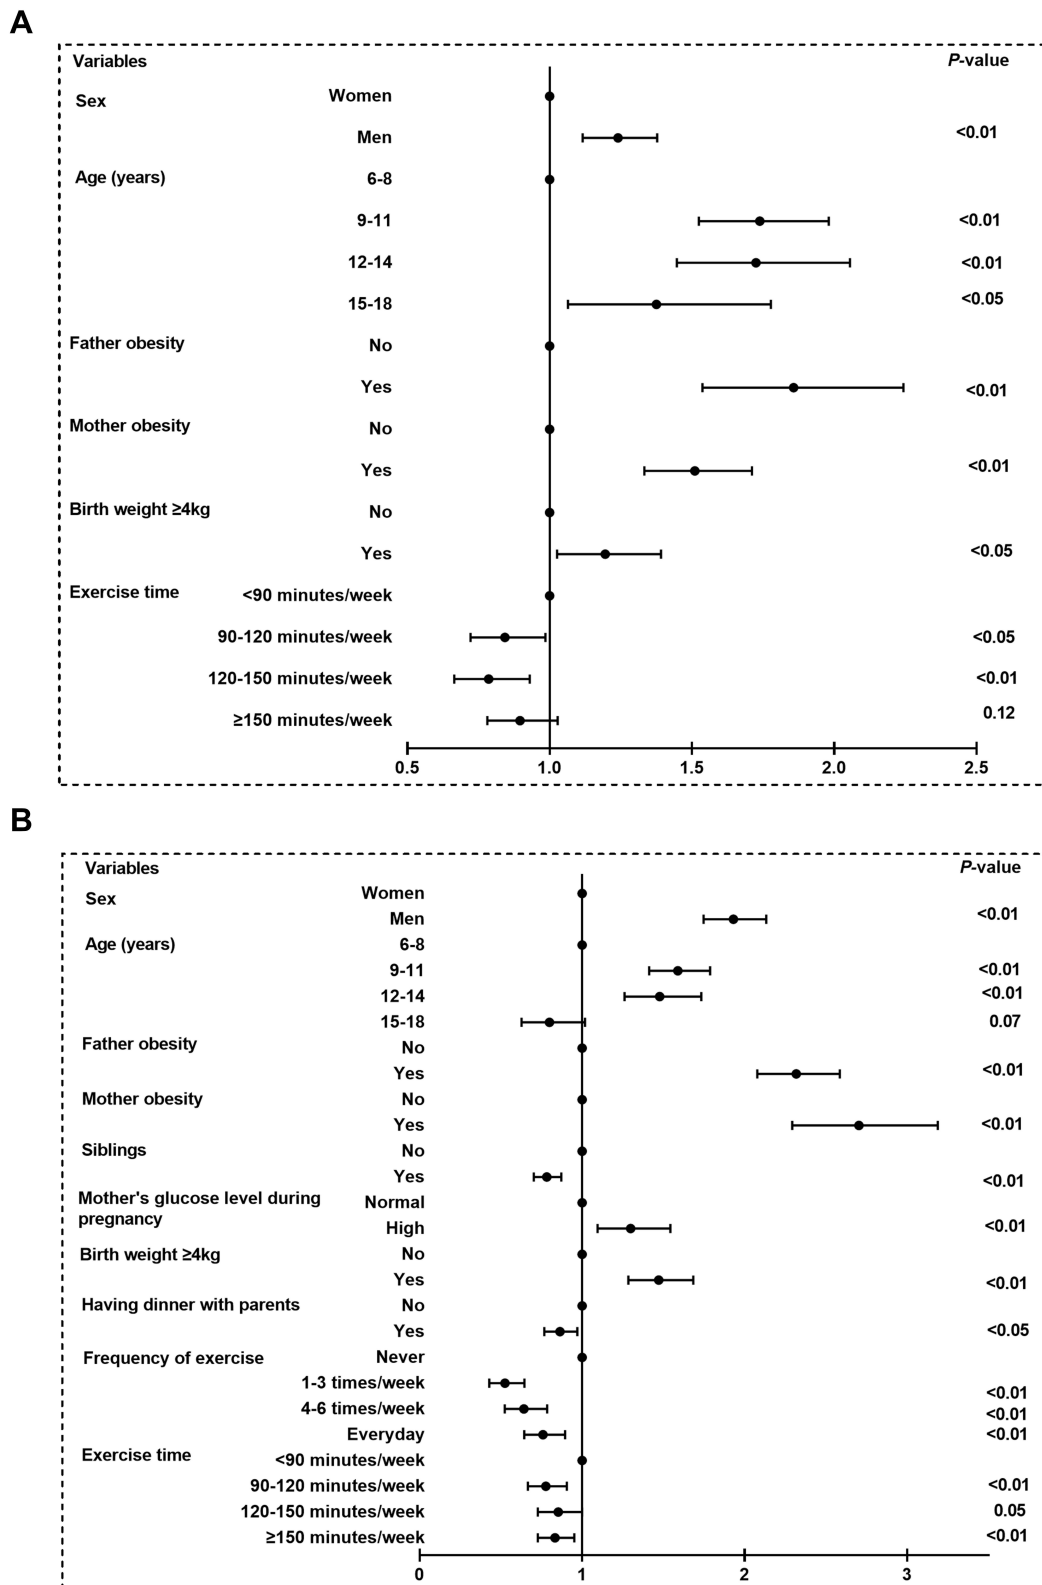 A
Variables P-value
Sex Women
Men <0.01
Age (years) 6-8
9-11 <0.01
12-14 <0.01
15-18 <0.05
Father obesity No
Yes <0.01
Mother obesity No
Yes <0.01
Birth weight ≥4kg No
Yes <0.05
Exercise time <90 minutes/week
90-120 minutes/week <0.05
120-150 minutes/week <0.01
≥150 minutes/week 0.12
0.5 1.0 1.5 2.0 2.5
B
Variables P-value
Sex Women
Men <0.01
Age (years) 6-8
9-11 <0.01
12-14 <0.01
15-18 0.07
Father obesity No
Yes <0.01
Mother obesity No
Yes <0.01
Siblings No
Yes <0.01
Mother's glucose level during Normal
pregnancy
High <0.01
Birth weight ≥4kg No
Yes <0.01
Having dinner with parents No
Yes <0.05
Frequency of exercise Never
1-3 times/week <0.01
4-6 times/week <0.01
Everyday <0.01
Exercise time <90 minutes/week
90-120 minutes/week <0.01
120-150 minutes/week 0.05
≥150 minutes/week <0.01
0 1 2 3